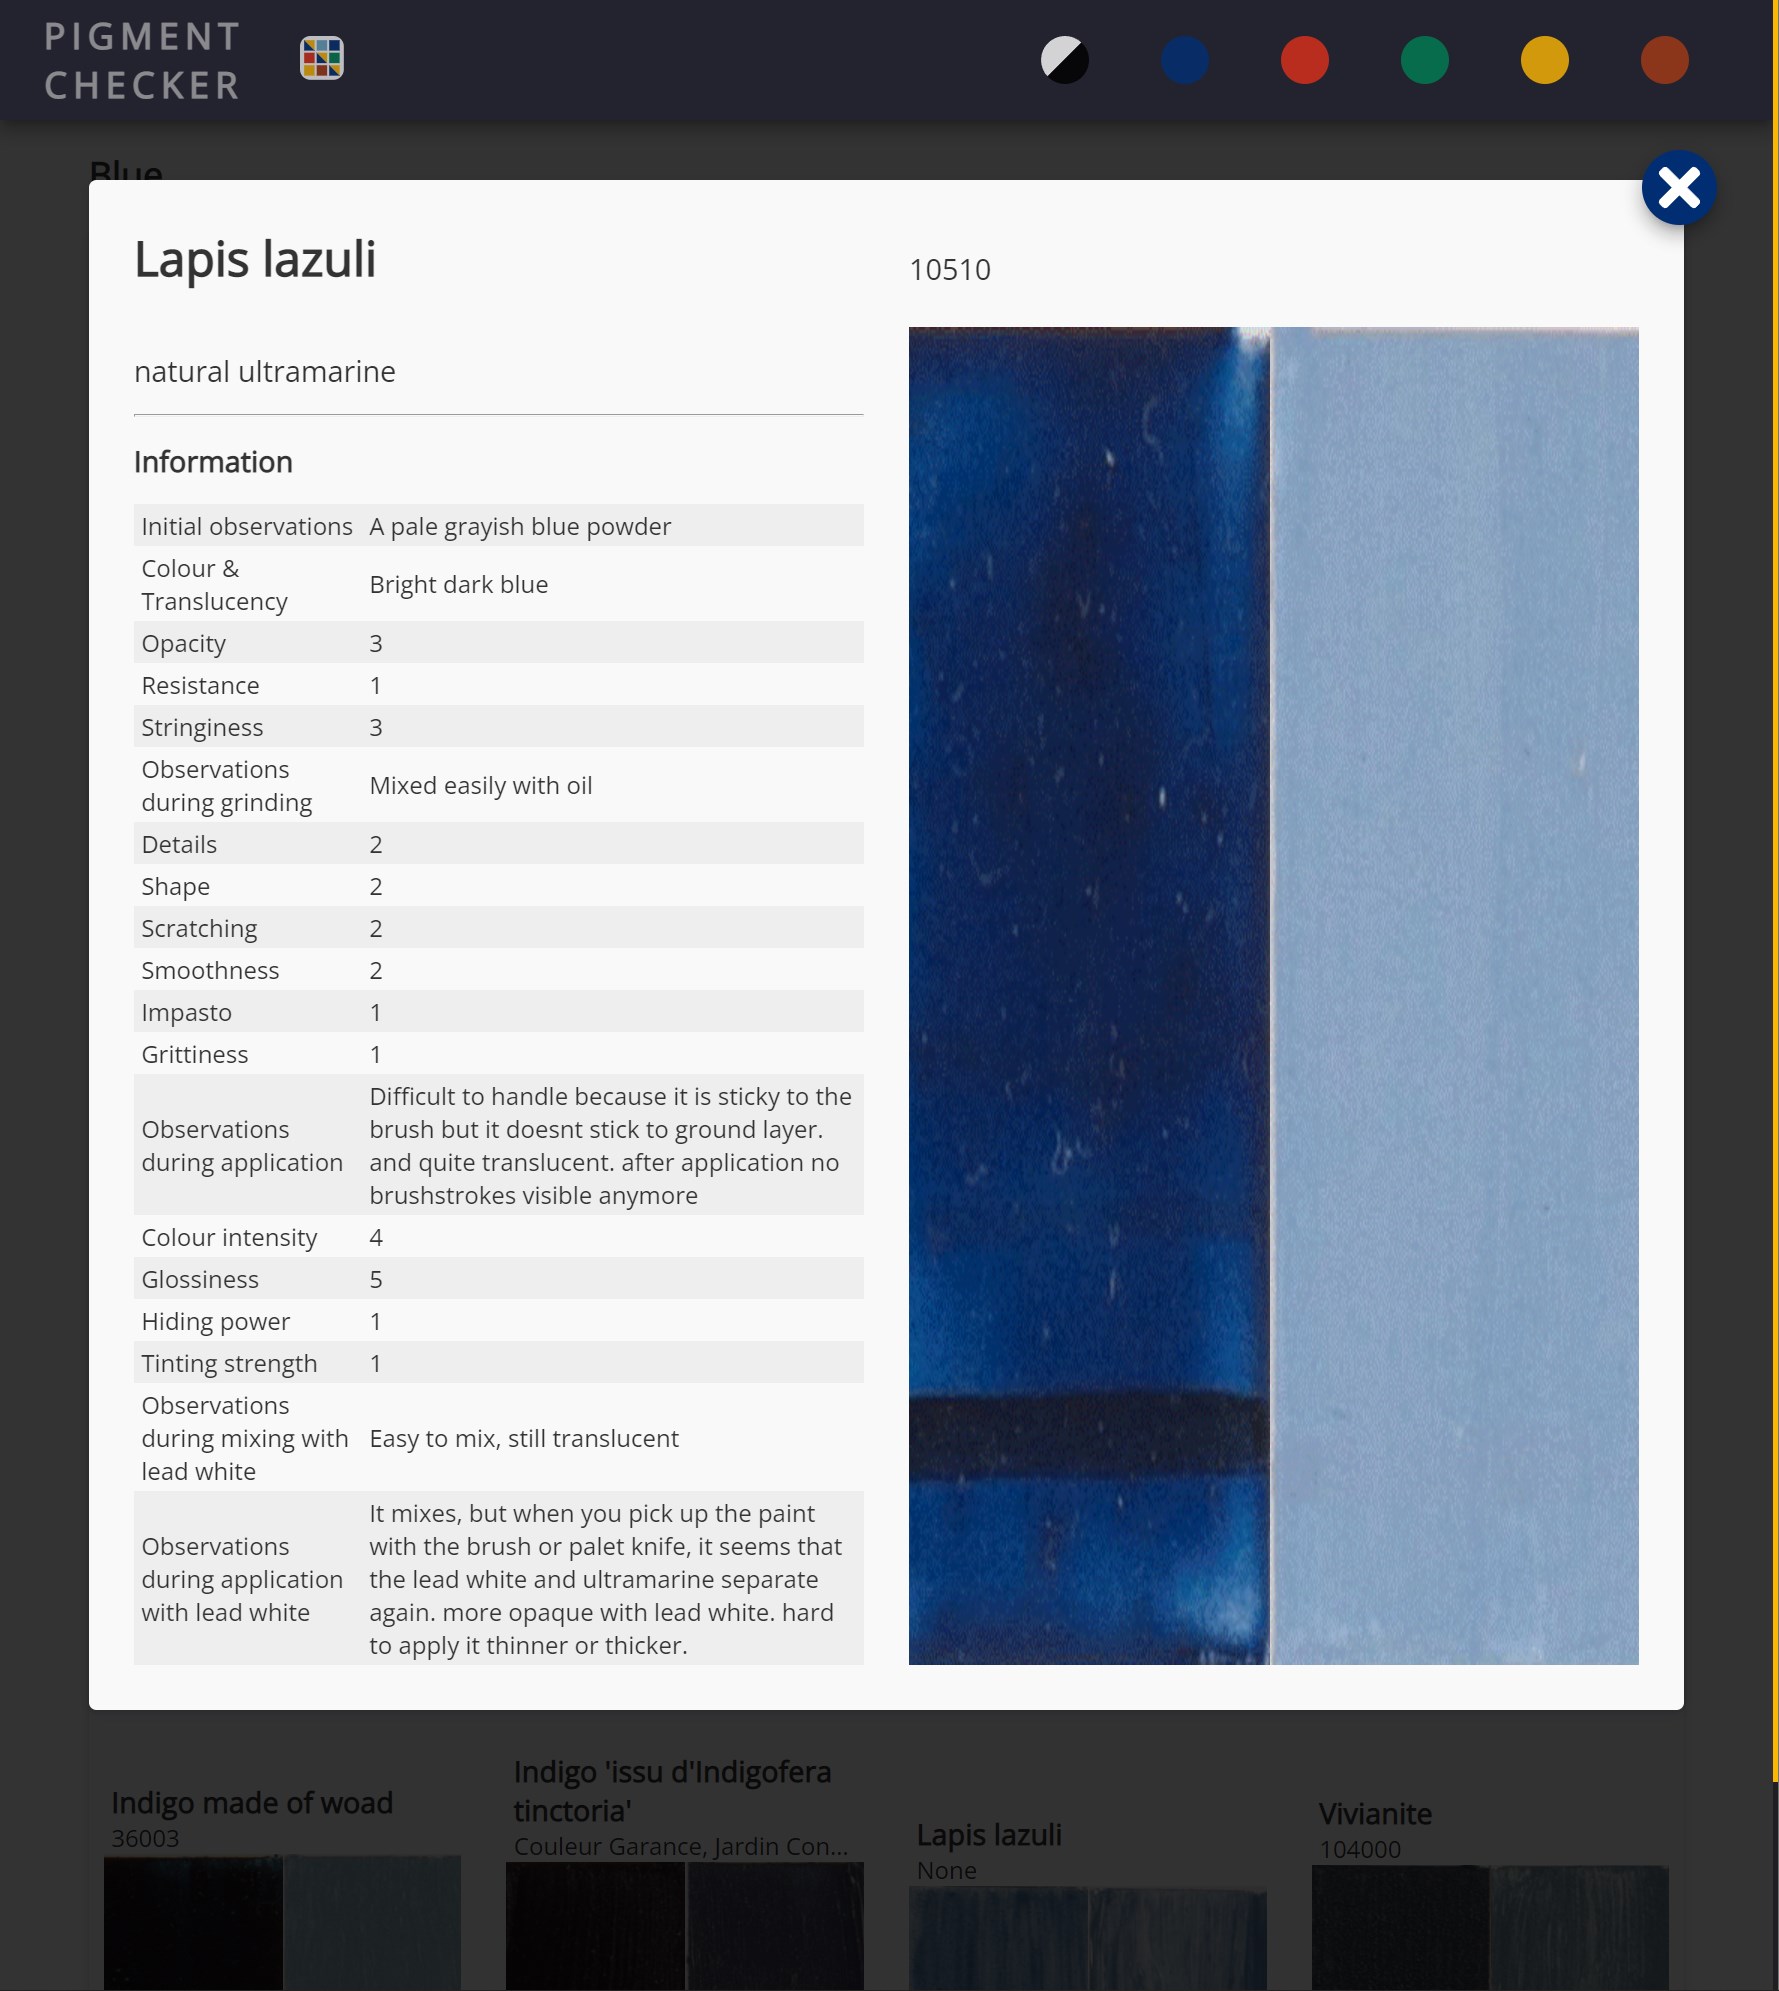 PIGMENT
CHECKER
Blue
Lapis lazuli
10510
natural ultramarine
Information
Initial observations A pale grayish blue powder
Colour &
Translucency
Bright dark blue
Opacity 3
Resistance 1
Stringiness 3
Observations
during grinding
Mixed easily with oil
Details 2
Shape 2
Scratching 2
Smoothness 2
Impasto 1
Grittiness 1
Observations
during application
Difficult to handle because it is sticky to the
brush but it doesnt stick to ground layer.
and quite translucent. after application no
brushstrokes visible anymore
Colour intensity 4
Glossiness 5
Hiding power 1
Tinting strength 1
Observations
during mixing with
lead white
Easy to mix, still translucent
Observations
during application
with lead white
It mixes, but when you pick up the paint
with the brush or palet knife, it seems that
the lead white and ultramarine separate
again. more opaque with lead white. hard
to apply it thinner or thicker.
Indigo made of woad
36003
Indigo 'issu d'Indigofera
tinctoria'
Couleur Garance, Jardin Con...
Lapis lazuli
None
Vivianite
104000